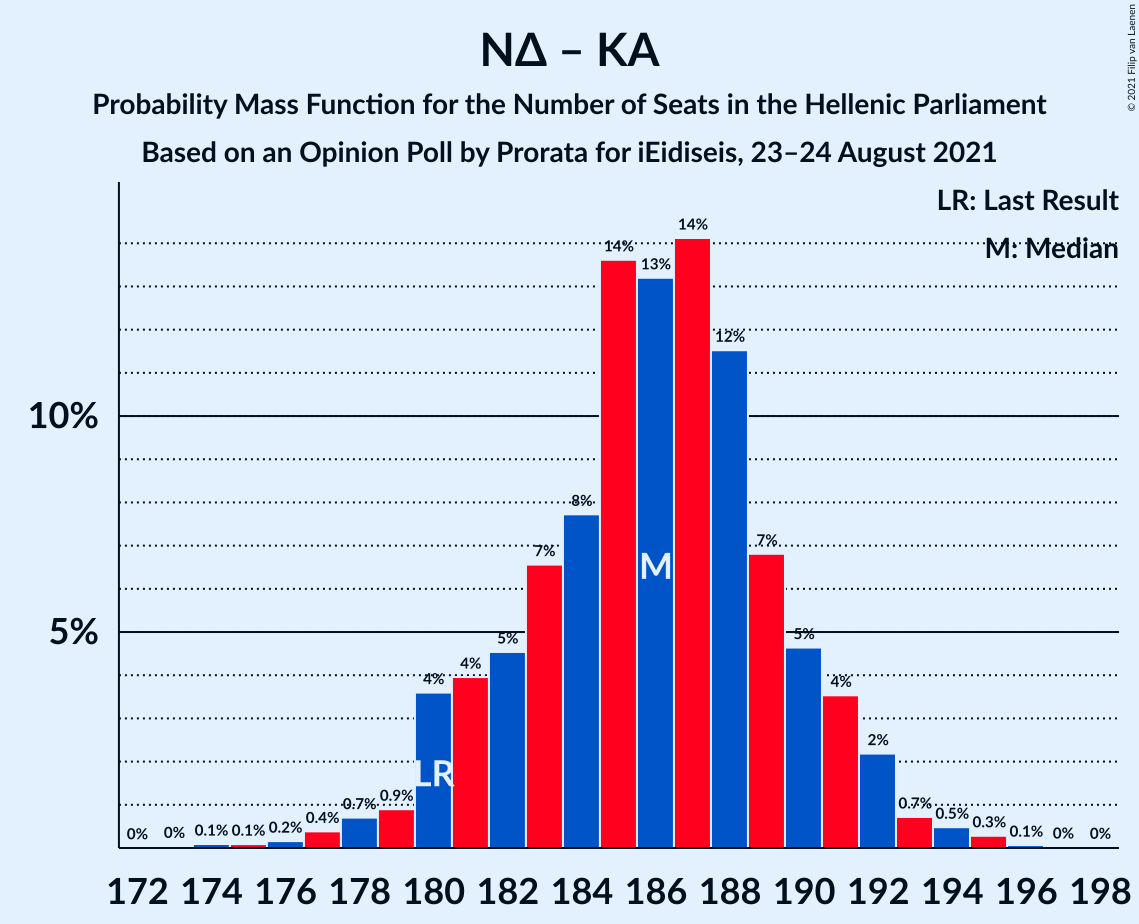 ΝΔ – ΚΑ
Probability Mass Function for the Number of Seats in the Hellenic Parliament
Based on an Opinion Poll by Prorata for iEidiseis, 23–24 August 2021
© 2021 Filip van Laenen
LR: Last Result
M: Median
10%
5%
0% 0% 0.1% 0.1% 0.2% 0.4% 0.7% 0.9% 4% 4% 5% 7% 8% 14% 13% 14% 12% 7% 5% 4% 2% 0.7% 0.5% 0.3% 0.1% 0% 0%
M
LR
172 174 176 178 180 182 184 186 188 190 192 194 196 198